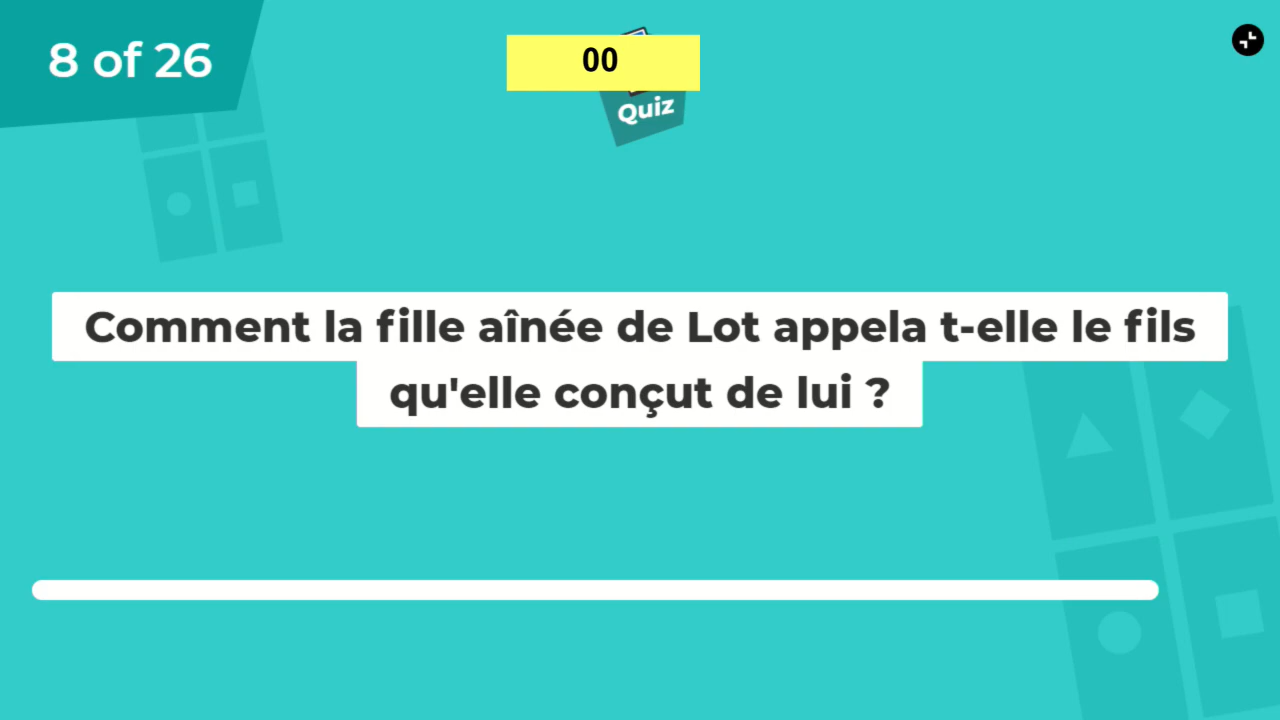 8 of 26
00
Quiz
Comment la fille aînée de Lot appela t-elle le fils
qu'elle conçut de lui ?